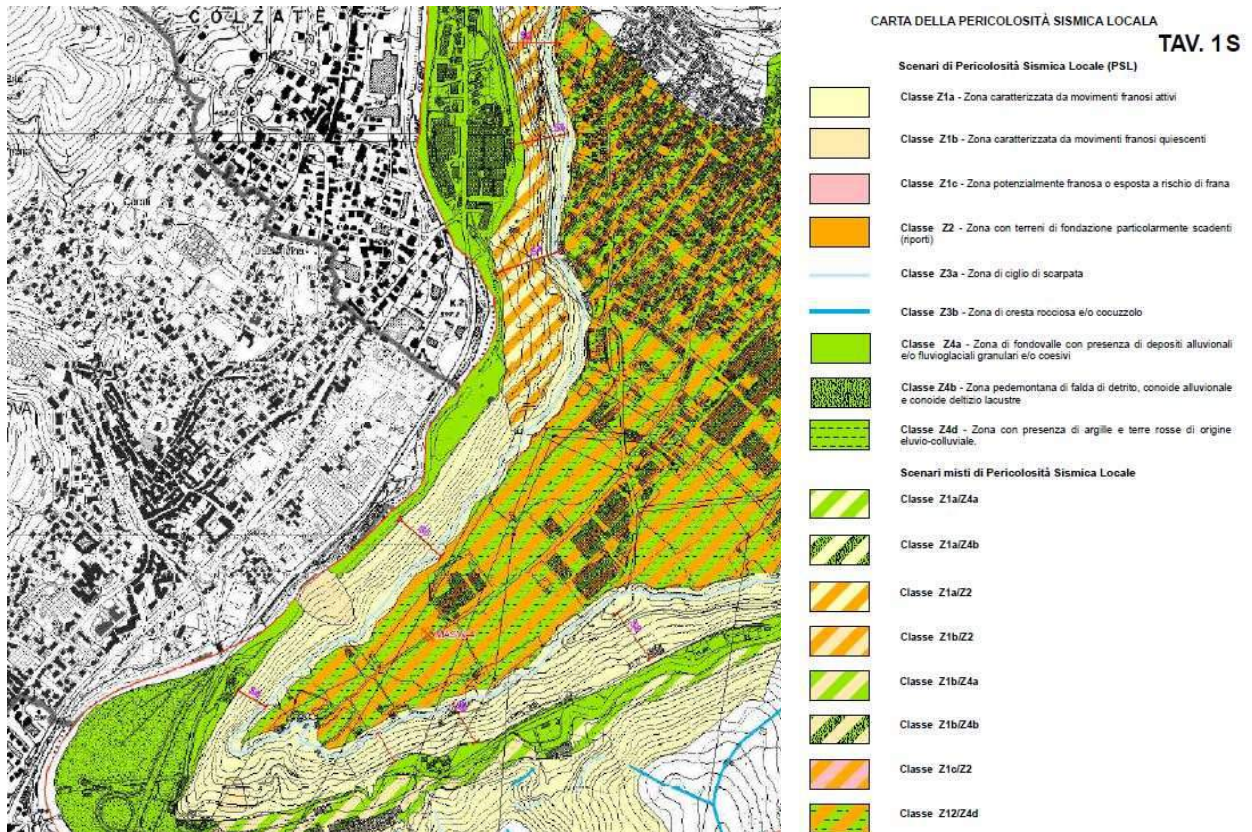 COLZATE
CARTA DELLA PERICOLOSITÀ SISMICA LOCALE
TAV. 1S
Scenari di Pericolosità Sismica Locale (PSL)
Classe Z1a - Zona caratterizzata da movimenti franosi attivi
Classe Z1b - Zona caratterizzata da movimenti franosi quiescenti
Classe Z1c - Zona potenzialmente franosa o esposta a rischio di frana
Classe Z2 - Zona con terreni di fondazione particolarmente scadenti
(riporti)
Classe Z3a - Zona di ciglio di scarpata
Classe Z3b - Zona di cresta rocciosa e/o cocuzzolo
Classe Z4a - Zona di fondovalle con presenza di depositi alluvionali
e/o fluvioglaciali granulari e/o coesivi
Classe Z4b - Zona pedemontana di falda di detrito, conoide alluvionale
e conoide deltizio lacustre
Classe Z4d - Zona con presenza di argille e terre rosse di origine
eluvio-colluviale.
Scenari misti di Pericolosità Sismica Locale
Classe Z1a/Z4a
Classe Z1a/Z4b
Classe Z1a/Z2
Classe Z1b/Z2
Classe Z1b/Z4a
Classe Z1b/Z4b
Classe Z1c/Z2
Classe Z12/Z4d